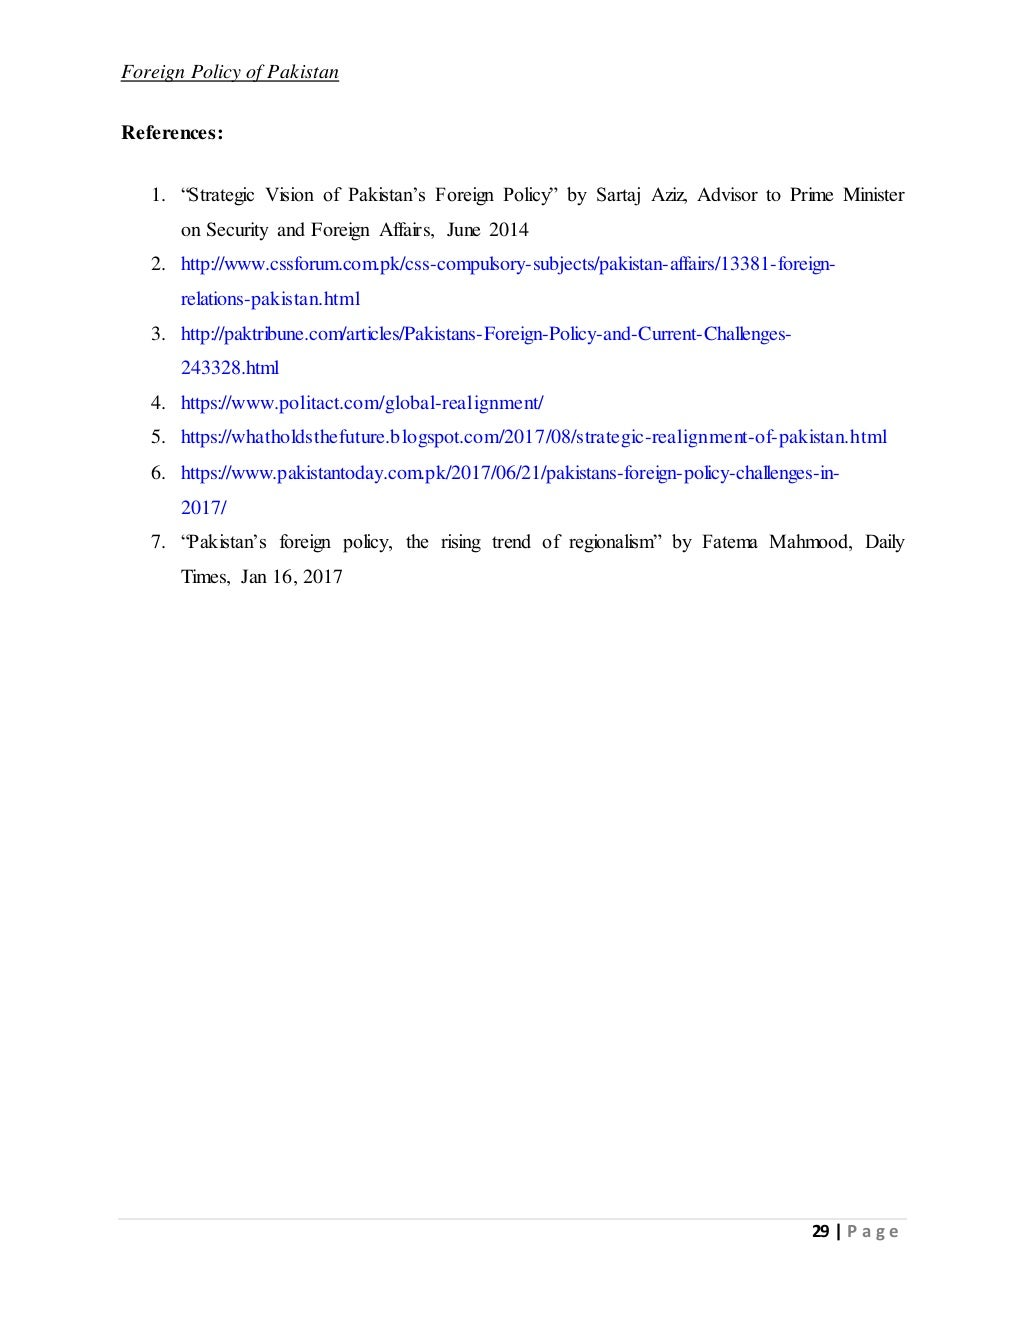 Foreign Policy of Pakistan
References:
1. “Strategic Vision of Pakistan’s Foreign Policy” by Sartaj Aziz, Advisor to Prime Minister
on Security and Foreign Affairs, June 2014
2. http://www.cssforum.com.pk/css-compulsory-subjects/pakistan-affairs/13381-foreign-
relations-pakistan.html
3. http://paktribune.com/articles/Pakistans-Foreign-Policy-and-Current-Challenges-
243328.html
4. https://www.politact.com/global-realignment/
5. https://whatholdsthefuture.blogspot.com/2017/08/strategic-realignment-of-pakistan.html
6. https://www.pakistantoday.com.pk/2017/06/21/pakistans-foreign-policy-challenges-in-
2017/
7. “Pakistan’s foreign policy, the rising trend of regionalism” by Fatema Mahmood, Daily
Times, Jan 16, 2017
29 | Page